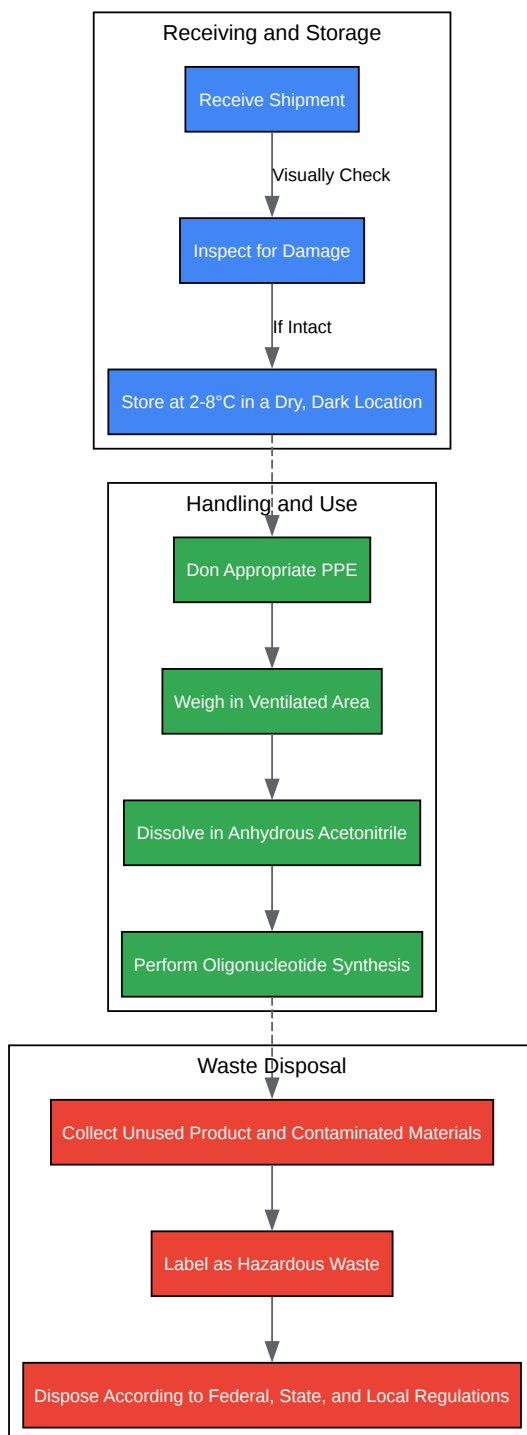 Receiving and Storage
Receive Shipment
Visually Check
Inspect for Damage
If Intact
Store at 2-8°C in a Dry, Dark Location
Handling and Use
Don Appropriate PPE
Weigh in Ventilated Area
Dissolve in Anhydrous Acetonitrile
Perform Oligonucleotide Synthesis
Waste Disposal
Collect Unused Product and Contaminated Materials
Label as Hazardous Waste
Dispose According to Federal, State, and Local Regulations